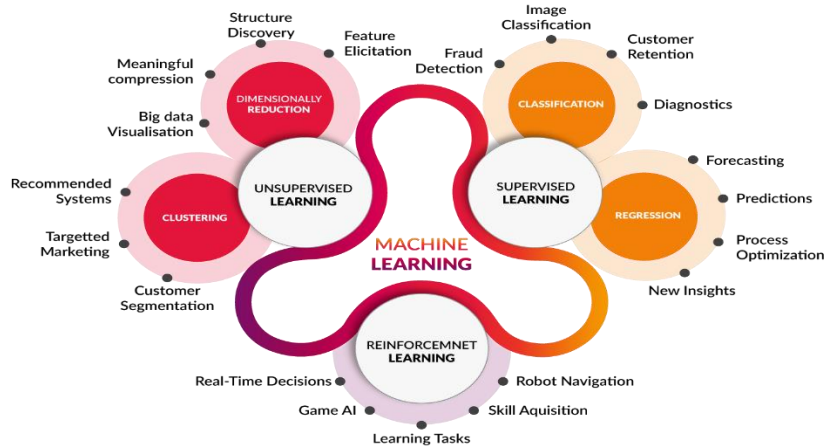 Structure
Discovery
Feature
Elicitation
Meaningful
compression
Big data
Visualisation
DIMENSIONALLY
REDUCTION
UNSUPERVISED
LEARNING
Recommended
Systems
Targetted
Marketing
Customer
Segmentation
CLUSTERING
Image
Classification
Fraud
Detection
Customer
Retention
Diagnostics
CLASSIFICATION
SUPERVISED
LEARNING
Forecasting
Predictions
Process
Optimization
New Insights
REGRESSION
MACHINE
LEARNING
REINFORCEMNET
LEARNING
Real-Time Decisions
Game AI
Learning Tasks
Skill Aquisition
Robot Navigation